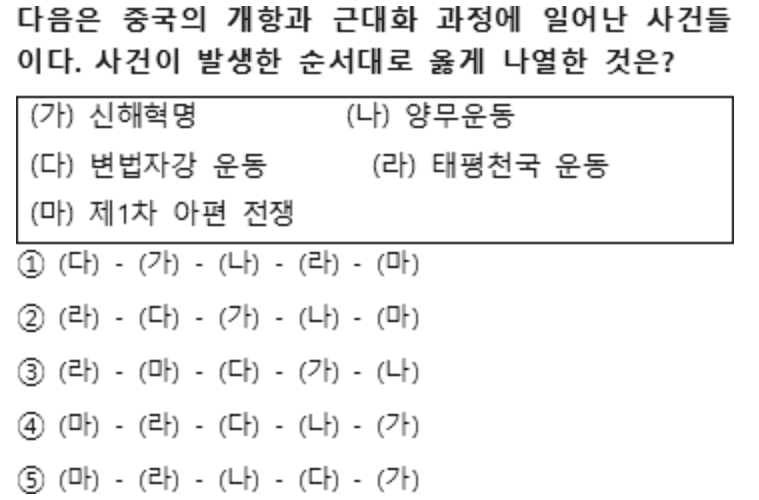 다음은 중국의 개항과 근대화 과정에 일어난 사건들
이다. 사건이 발생한 순서대로 옳게 나열한 것은?
(가) 신해혁명 (나) 양무운동
(다) 변법자강 운동 (라) 태평천국 운동
(마) 제1차 아편 전쟁
① (다) - (가) - (나) - (라) - (마)
② (라) - (다) - (가) - (나) - (마)
③ (라) - (마) - (다) - (가) - (나)
④ (마) - (라) - (다) - (나) - (가)
⑤ (마) - (라) - (나) - (다) - (가)